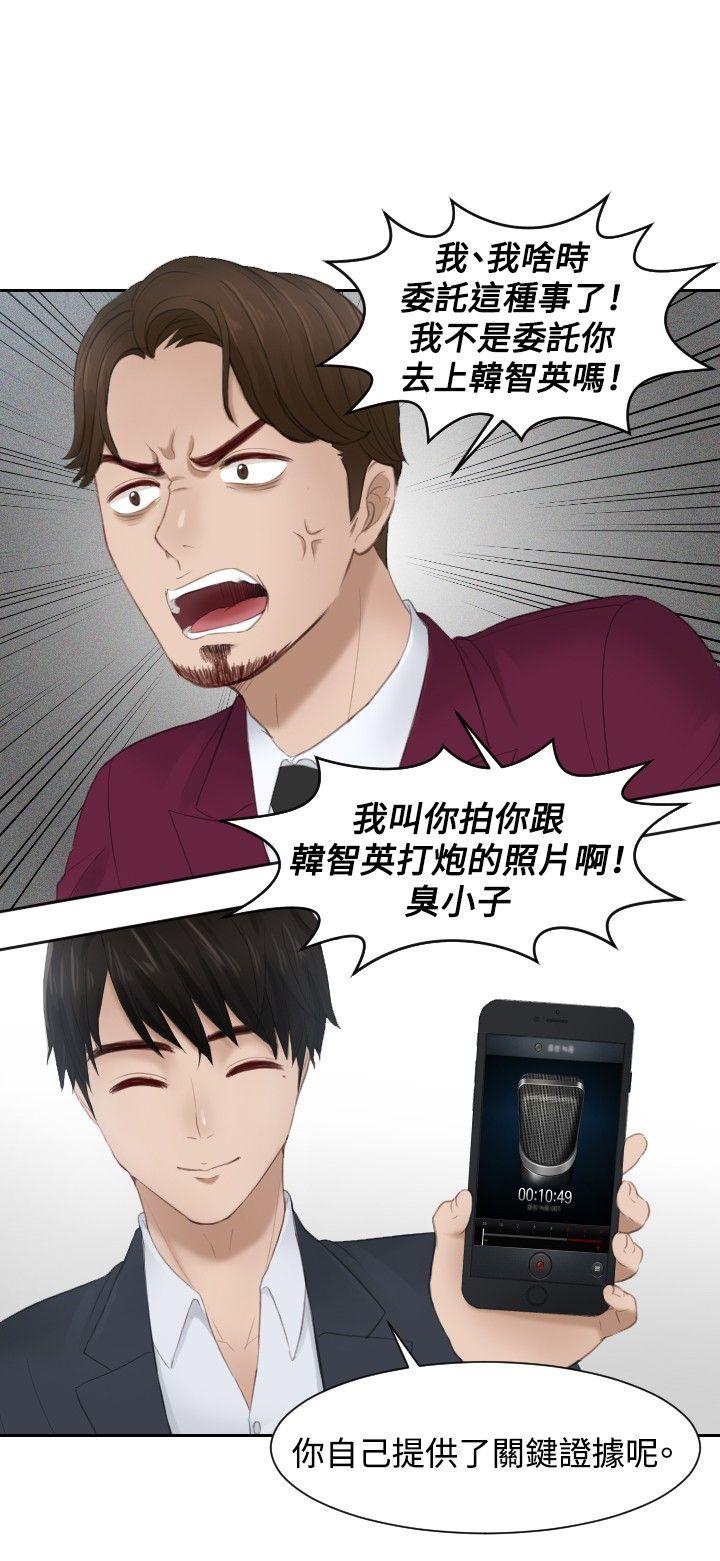 我、我啥時
委託這種事了！
我不是委託你
去上韓智英嗎！
我叫你拍你跟
韓智英打炮的照片啊！
臭小子
00:10:49
你自己提供了關鍵證據呢。